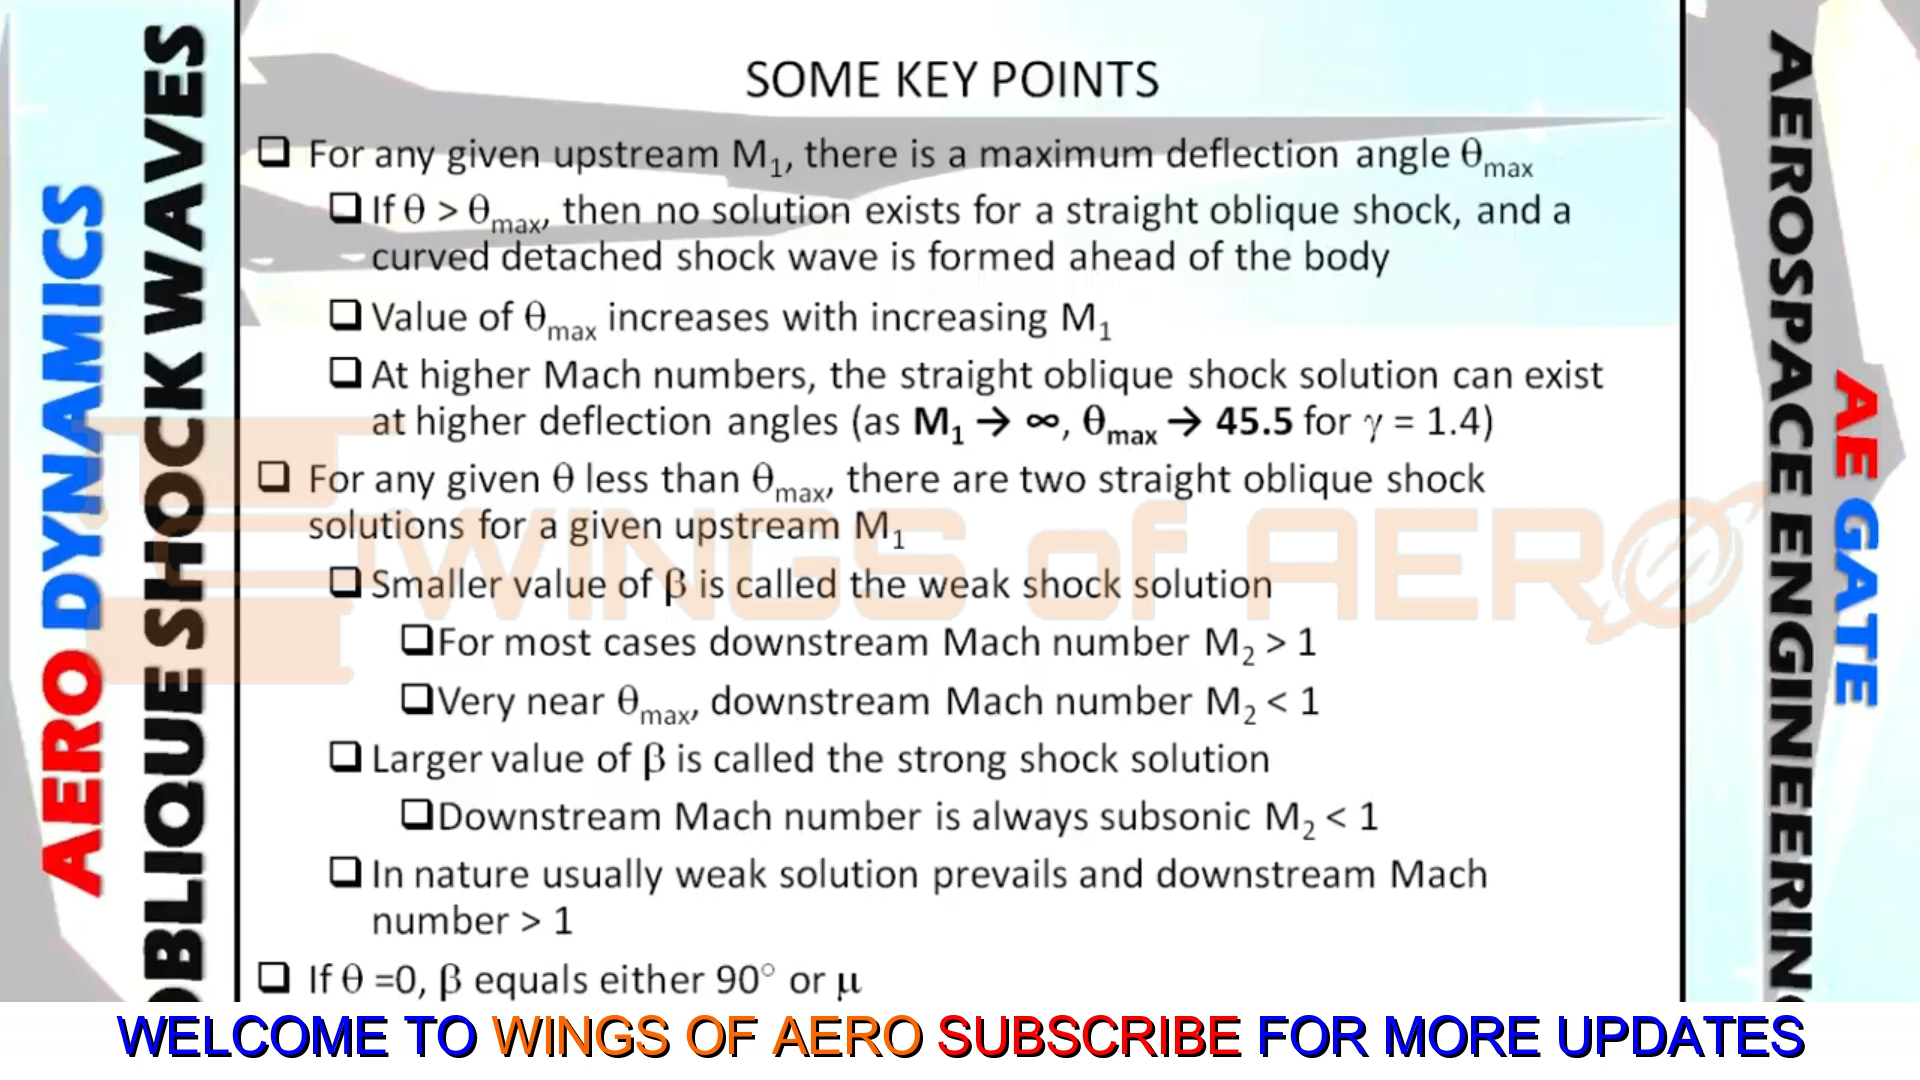 SOME KEY POINTS
❑ For any given upstream M₁, there is a maximum deflection angle θmax
❑ If θ > θmax, then no solution exists for a straight oblique shock, and a
curved detached shock wave is formed ahead of the body
❑ Value of θmax increases with increasing M₁
❑ At higher Mach numbers, the straight oblique shock solution can exist
at higher deflection angles (as M₁ → ∞, θmax → 45.5 for γ = 1.4)
❑ For any given θ less than θmax, there are two straight oblique shock
solutions for a given upstream M₁
❑ Smaller value of β is called the weak shock solution
❑ For most cases downstream Mach number M₂ > 1
❑ Very near θmax, downstream Mach number M₂ < 1
❑ Larger value of β is called the strong shock solution
❑ Downstream Mach number is always subsonic M₂ < 1
❑ In nature usually weak solution prevails and downstream Mach
number > 1
❑ If θ =0, β equals either 90° or μ
AERO DYNAMICS
OBLIQUE SHOCK WAVES
AEROSPACE ENGINEERING
AE GATE
WINGS of AERO
WELCOME TO WINGS OF AERO SUBSCRIBE FOR MORE UPDATES